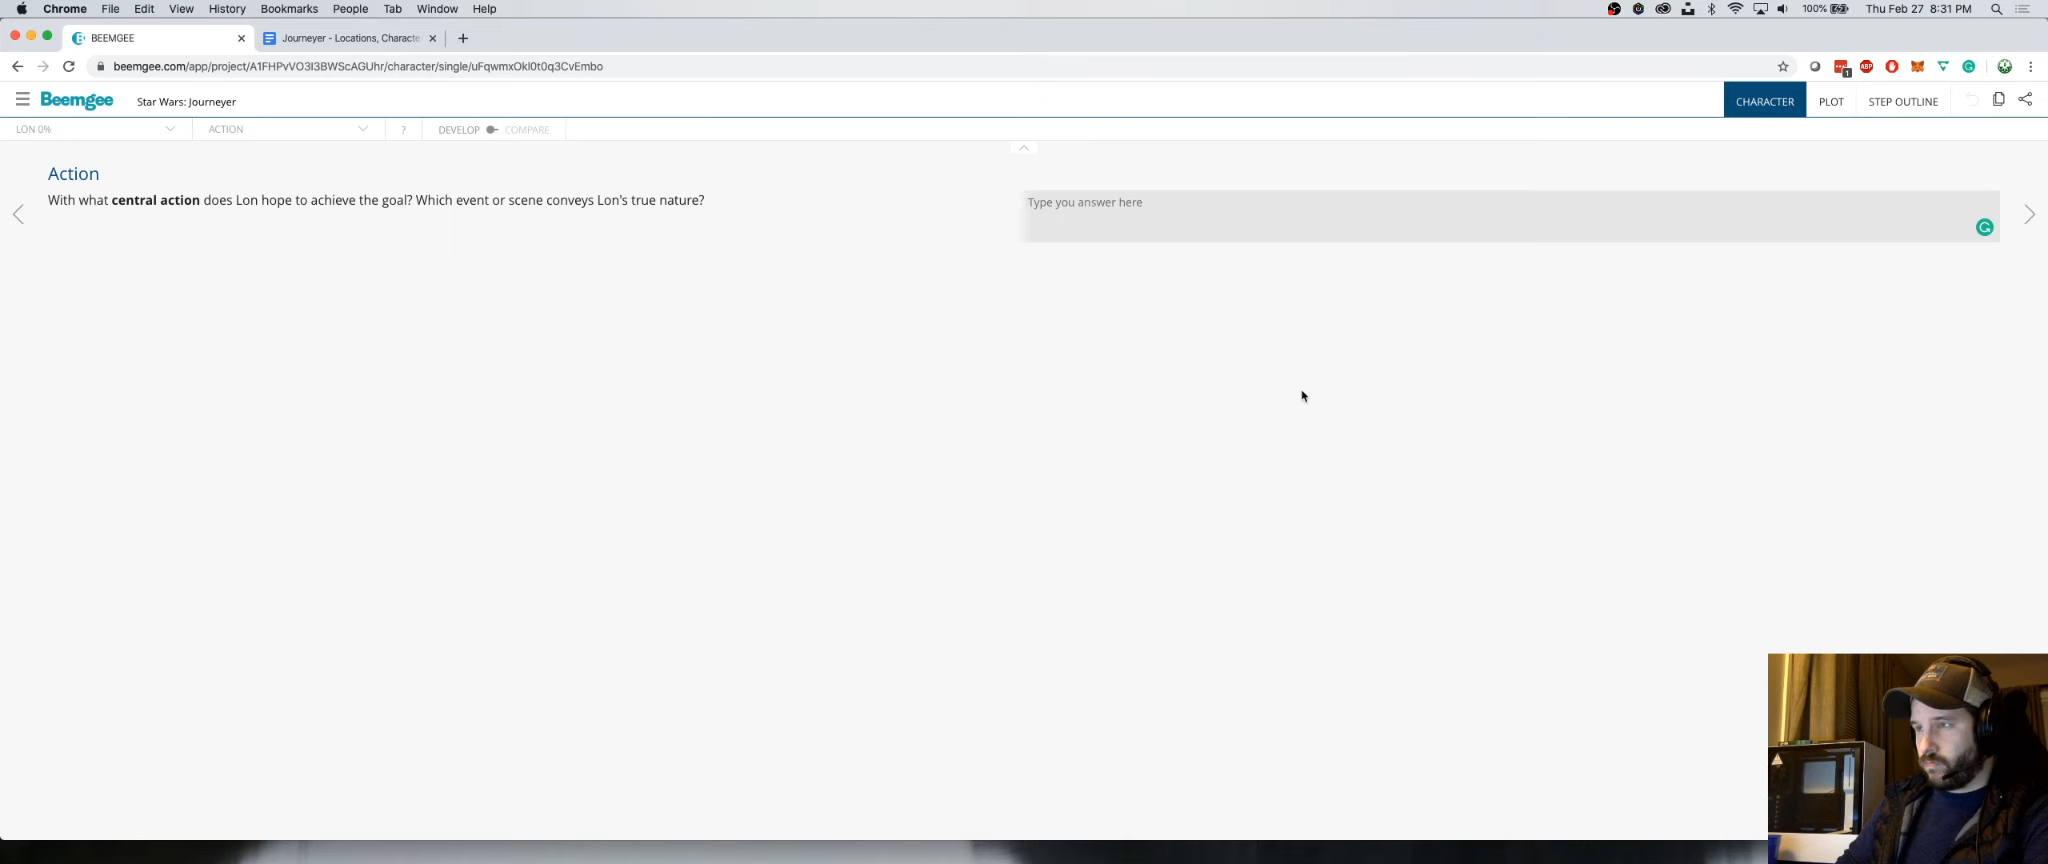 Chrome File Edit View History Bookmarks People Tab Window Help 100% Thu Feb 27 8:31 PM
BEEMGEE Journeyer - Locations, Characte
beemgee.com/app/project/A1FHPvVO3I3BWScAGUhr/character/single/uFqwmxOkl0t0q3CvEmbo
ABP 1
Beemgee Star Wars: Journeyer CHARACTER PLOT STEP OUTLINE
LON 0% ACTION ? DEVELOP COMPARE
Action
With what central action does Lon hope to achieve the goal? Which event or scene conveys Lon's true nature?
Type you answer here